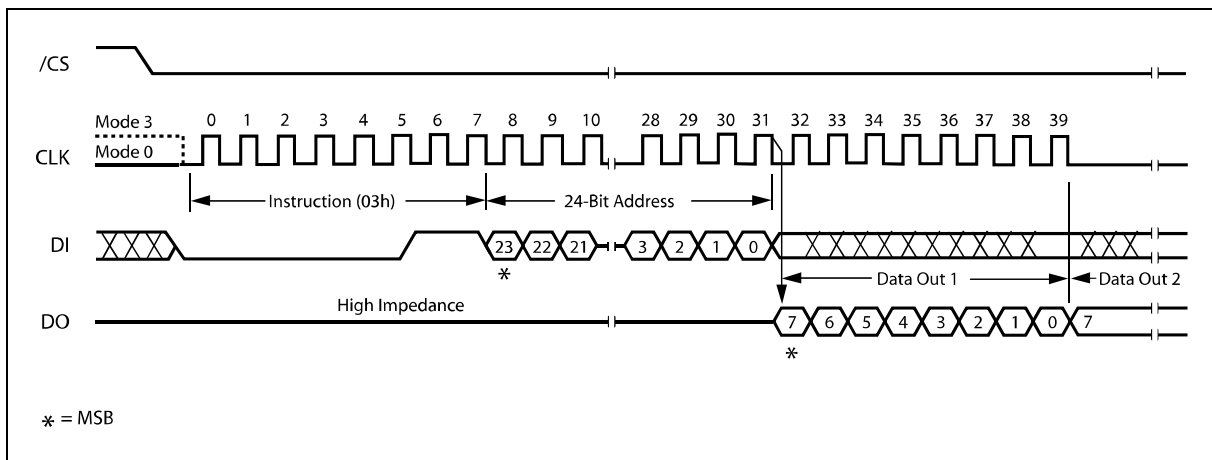 /CS
Mode 3
0 1 2 3 4 5 6 7 8 9 10 28 29 30 31 32 33 34 35 36 37 38 39
CLK
Mode 0
Instruction (03h)
24-Bit Address
DI
23 22 21 3 2 1 0
*
Data Out 1
Data Out 2
High Impedance
DO
7 6 5 4 3 2 1 0 7
*
* = MSB